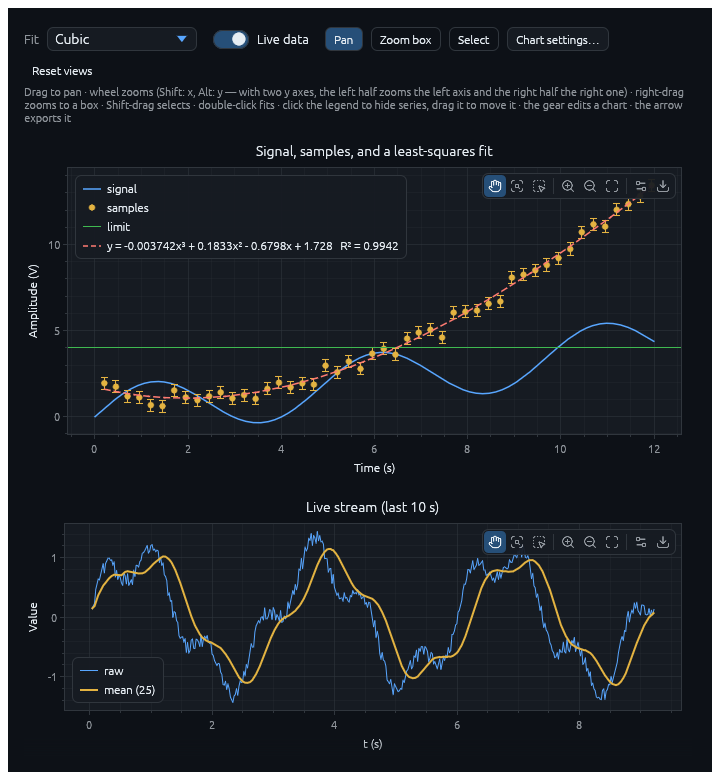 Fit Cubic Live data Pan Zoom box Select Chart settings...
Reset views
Drag to pan · wheel zooms (Shift: x, Alt: y — with two y axes, the left half zooms the left axis and the right half the right one) · right-drag
zooms to a box · Shift-drag selects · double-click fits · click the legend to hide series, drag it to move it · the gear edits a chart · the arrow
exports it
Signal, samples, and a least-squares fit
signal
samples
limit
y = -0.003742x³ + 0.1833x² - 0.6798x + 1.728 R² = 0.9942
10
5
0
Amplitude (V)
0 2 4 6 8 10 12
Time (s)
Live stream (last 10 s)
1
0
-1
Value
raw
mean (25)
0 2 4 6 8
t (s)